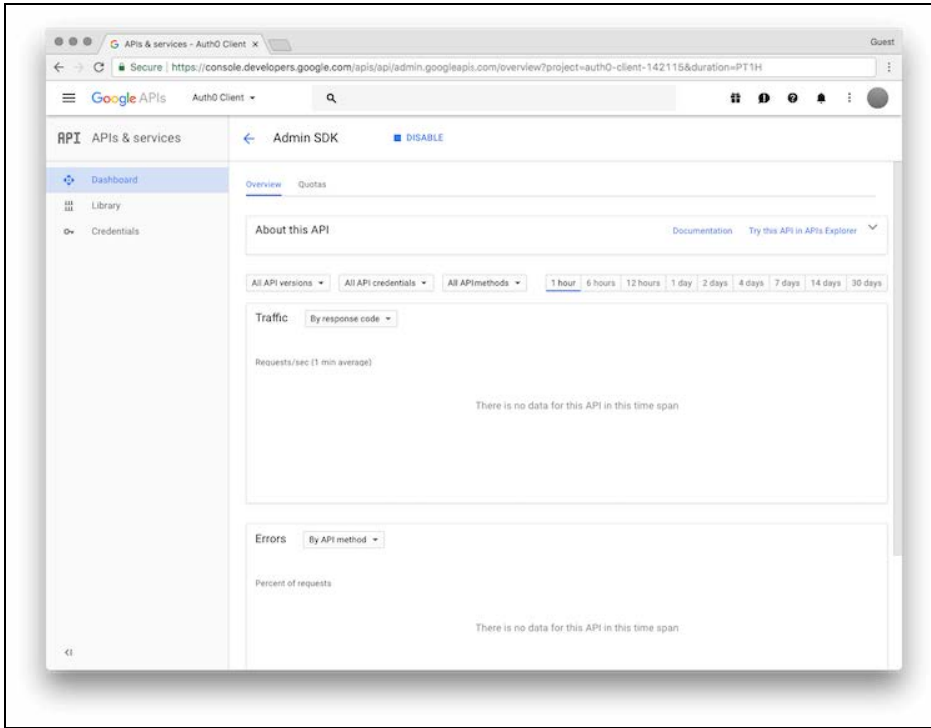 APIs & services - Auth0 Client
Guest
Secure https://console.developers.google.com/apis/api/admin.googleapis.com/overview?project=auth0-client-142115&duration=PT1H
Google APIs Auth0 Client
API APIs & services
Admin SDK DISABLE
Dashboard
Library
Credentials
Overview Quotas
About this API Documentation Try this API in APIs Explorer
All API versions All API credentials All API methods 1 hour 6 hours 12 hours 1 day 2 days 4 days 7 days 14 days 30 days
Traffic By response code
Requests/sec (1 min average)
There is no data for this API in this time span
Errors By API method
Percent of requests
There is no data for this API in this time span